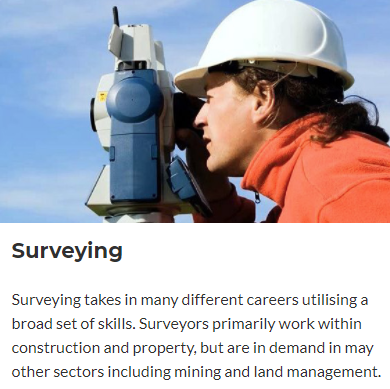 Surveying
Surveying takes in many different careers utilising a
broad set of skills. Surveyors primarily work within
construction and property, but are in demand in may
other sectors including mining and land management.